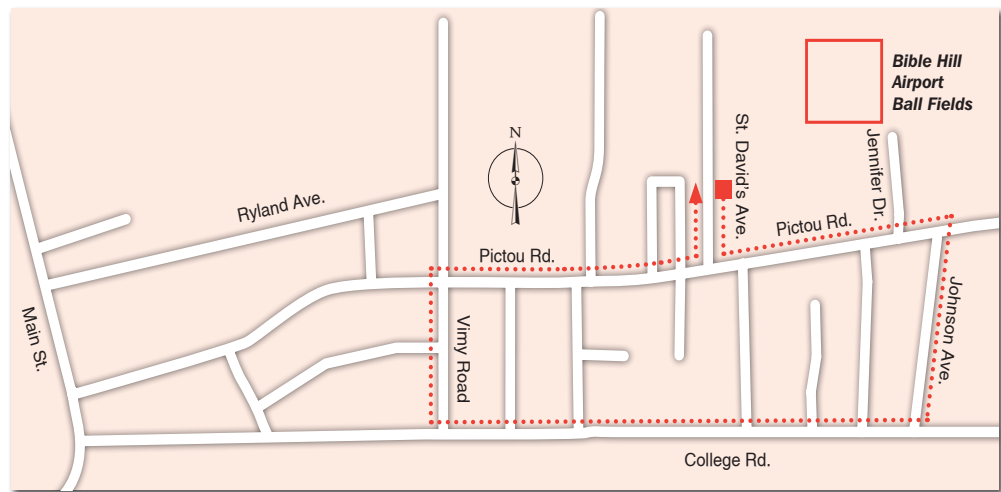 Bible Hill
Airport
Ball Fields
St. David's Ave.
Jennifer Dr.
N
Ryland Ave.
Pictou Rd.
Pictou Rd.
Main St.
Vimy Road
Johnson Ave.
College Rd.